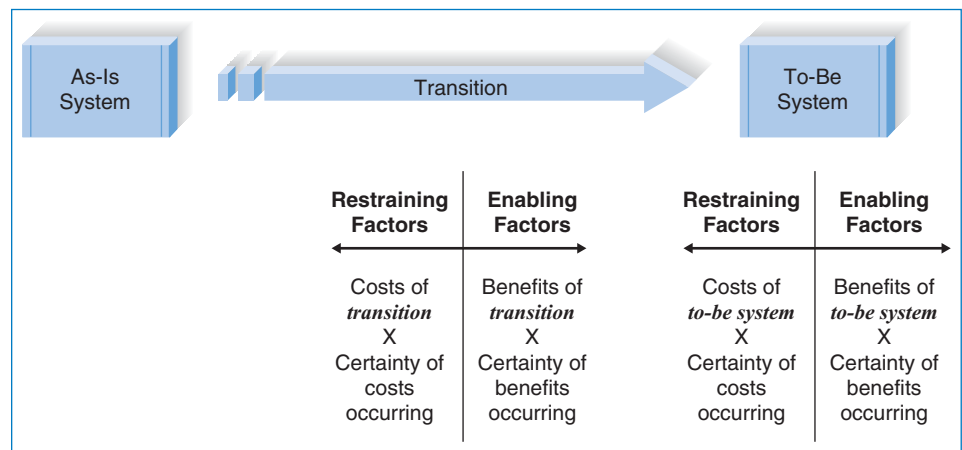 As-Is
System
Transition
To-Be
System
Restraining
Factors
Enabling
Factors
Costs of
transition
X
Certainty of
costs
occurring
Benefits of
transition
X
Certainty of
benefits
occurring
Restraining
Factors
Enabling
Factors
Costs of
to-be system
X
Certainty of
costs
occurring
Benefits of
to-be system
X
Certainty of
benefits
occurring